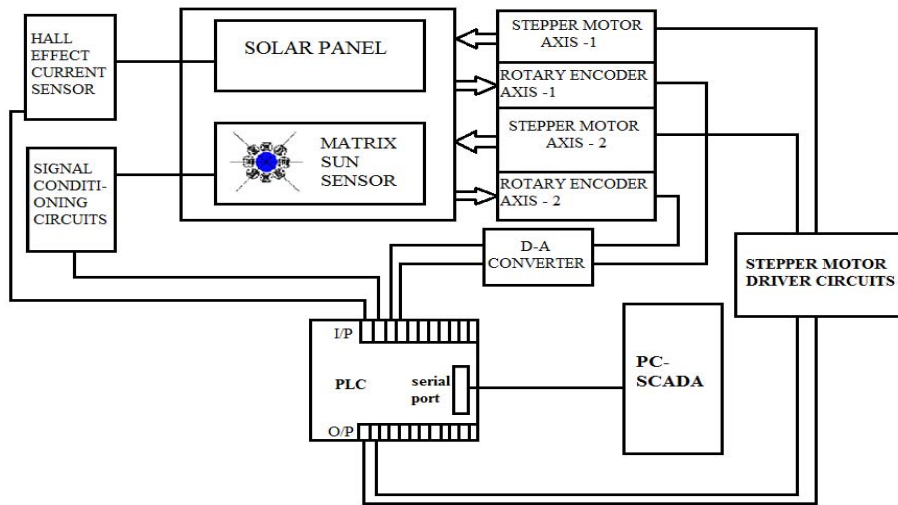 HALL
EFFECT
CURRENT
SENSOR
SOLAR PANEL
STEPPER MOTOR
AXIS -1
ROTARY ENCODER
AXIS -1
STEPPER MOTOR
AXIS - 2
ROTARY ENCODER
AXIS - 2
SIGNAL
CONDITI-
ONING
CIRCUITS
MATRIX
SUN
SENSOR
D-A
CONVERTER
STEPPER MOTOR
DRIVER CIRCUITS
I/P
PLC
serial
port
O/P
PC-
SCADA